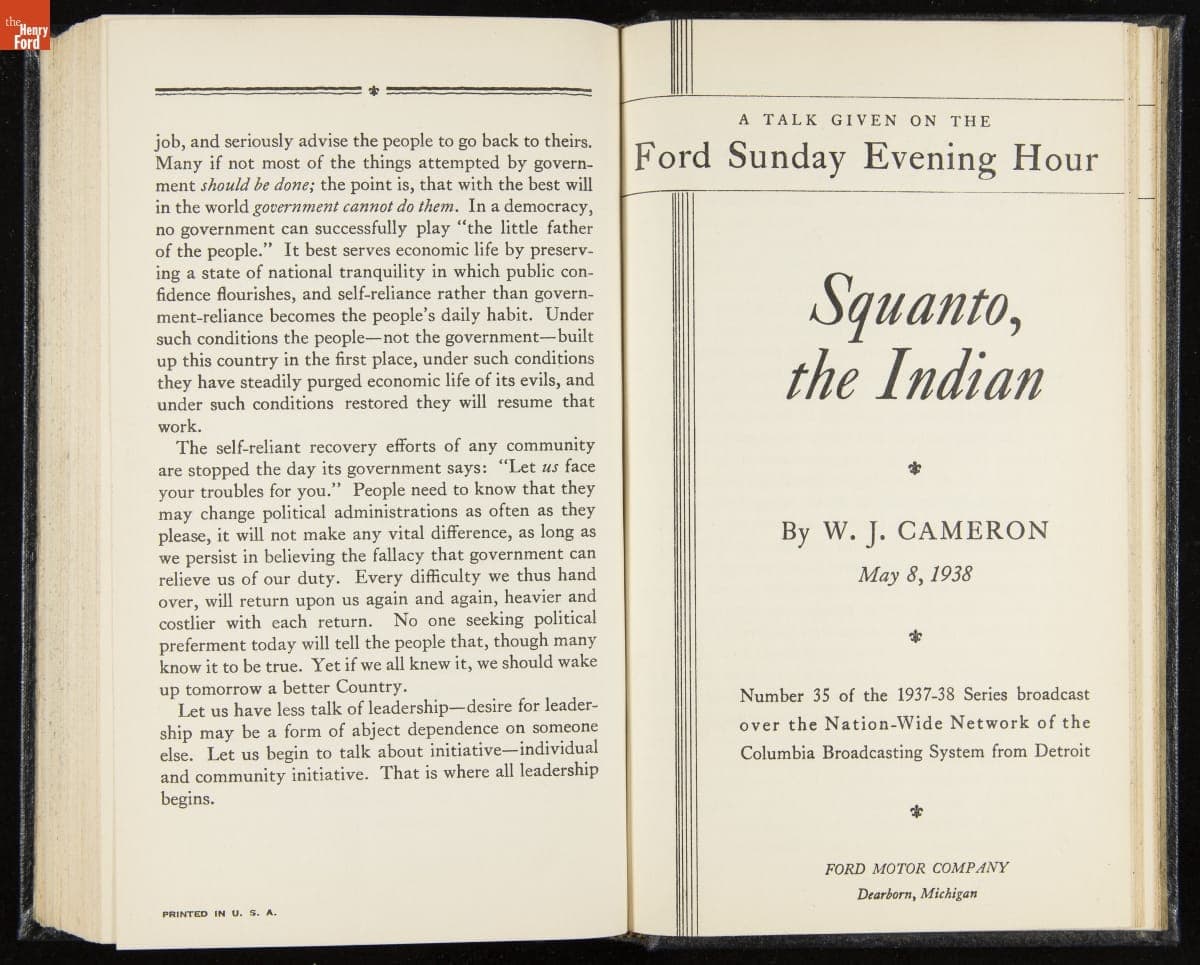 the
Henry
Ford
job, and seriously advise the people to go back to theirs.
Many if not most of the things attempted by govern-
ment should be done; the point is, that with the best will
in the world government cannot do them. In a democracy,
no government can successfully play “the little father
of the people.” It best serves economic life by preserv-
ing a state of national tranquility in which public con-
fidence flourishes, and self-reliance rather than govern-
ment-reliance becomes the people’s daily habit. Under
such conditions the people—not the government—built
up this country in the first place, under such conditions
they have steadily purged economic life of its evils, and
under such conditions restored they will resume that
work.
The self-reliant recovery efforts of any community
are stopped the day its government says: “Let us face
your troubles for you.” People need to know that they
may change political administrations as often as they
please, it will not make any vital difference, as long as
we persist in believing the fallacy that government can
relieve us of our duty. Every difficulty we thus hand
over, will return upon us again and again, heavier and
costlier with each return. No one seeking political
preferment today will tell the people that, though many
know it to be true. Yet if we all knew it, we should wake
up tomorrow a better Country.
Let us have less talk of leadership—desire for leader-
ship may be a form of abject dependence on someone
else. Let us begin to talk about initiative—individual
and community initiative. That is where all leadership
begins.
PRINTED IN U. S. A.
A TALK GIVEN ON THE
Ford Sunday Evening Hour
Squanto,
the Indian
By W. J. CAMERON
May 8, 1938
Number 35 of the 1937-38 Series broadcast
over the Nation-Wide Network of the
Columbia Broadcasting System from Detroit
FORD MOTOR COMPANY
Dearborn, Michigan